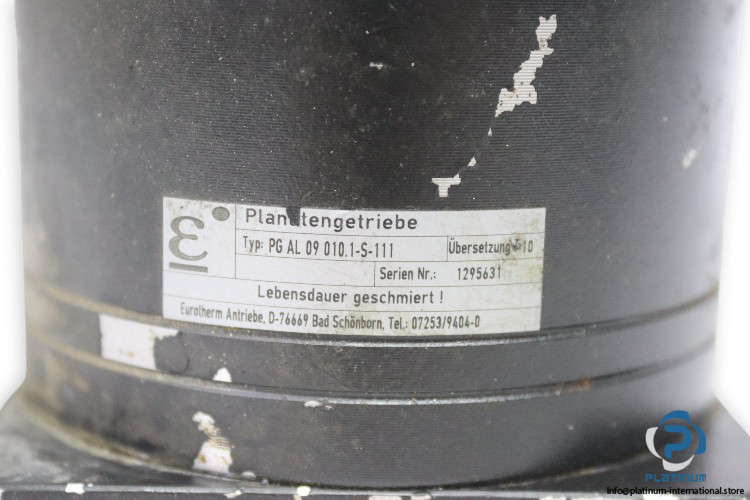 ε
Planetengetriebe
Typ: PG AL 09 010.1-S-111
Übersetzung 10
Serien Nr.: 1295631
Lebensdauer geschmiert !
Eurotherm Antriebe, D-76669 Bad Schönborn, Tel.: 07253/9404-0
PLATINUM
info@platinum-international.store